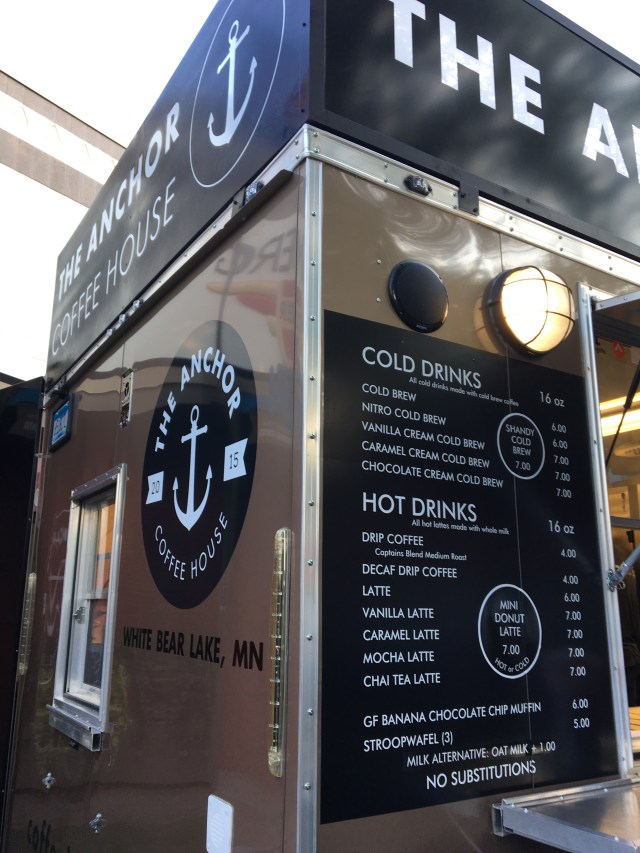 THE ANCHOR
COFFEE HOUSE
THE A
THE ANCHOR
20 15
COFFEE HOUSE
WHITE BEAR LAKE, MN
COLD DRINKS 16 oz
All cold drinks made with cold brew coffee
COLD BREW 6.00
NITRO COLD BREW 6.00
VANILLA CREAM COLD BREW 7.00
CARAMEL CREAM COLD BREW 7.00
CHOCOLATE CREAM COLD BREW 7.00
SHANDY
COLD
BREW
7.00
HOT DRINKS 16 oz
All hot lattes made with whole milk
DRIP COFFEE 4.00
Captains Blend Medium Roast
DECAF DRIP COFFEE 4.00
LATTE 6.00
VANILLA LATTE 7.00
CARAMEL LATTE 7.00
MOCHA LATTE 7.00
CHAI TEA LATTE 7.00
MINI
DONUT
LATTE
7.00
HOT or COLD
GF BANANA CHOCOLATE CHIP MUFFIN 6.00
STROOPWAFEL (3) 5.00
MILK ALTERNATIVE: OAT MILK + 1.00
NO SUBSTITUTIONS